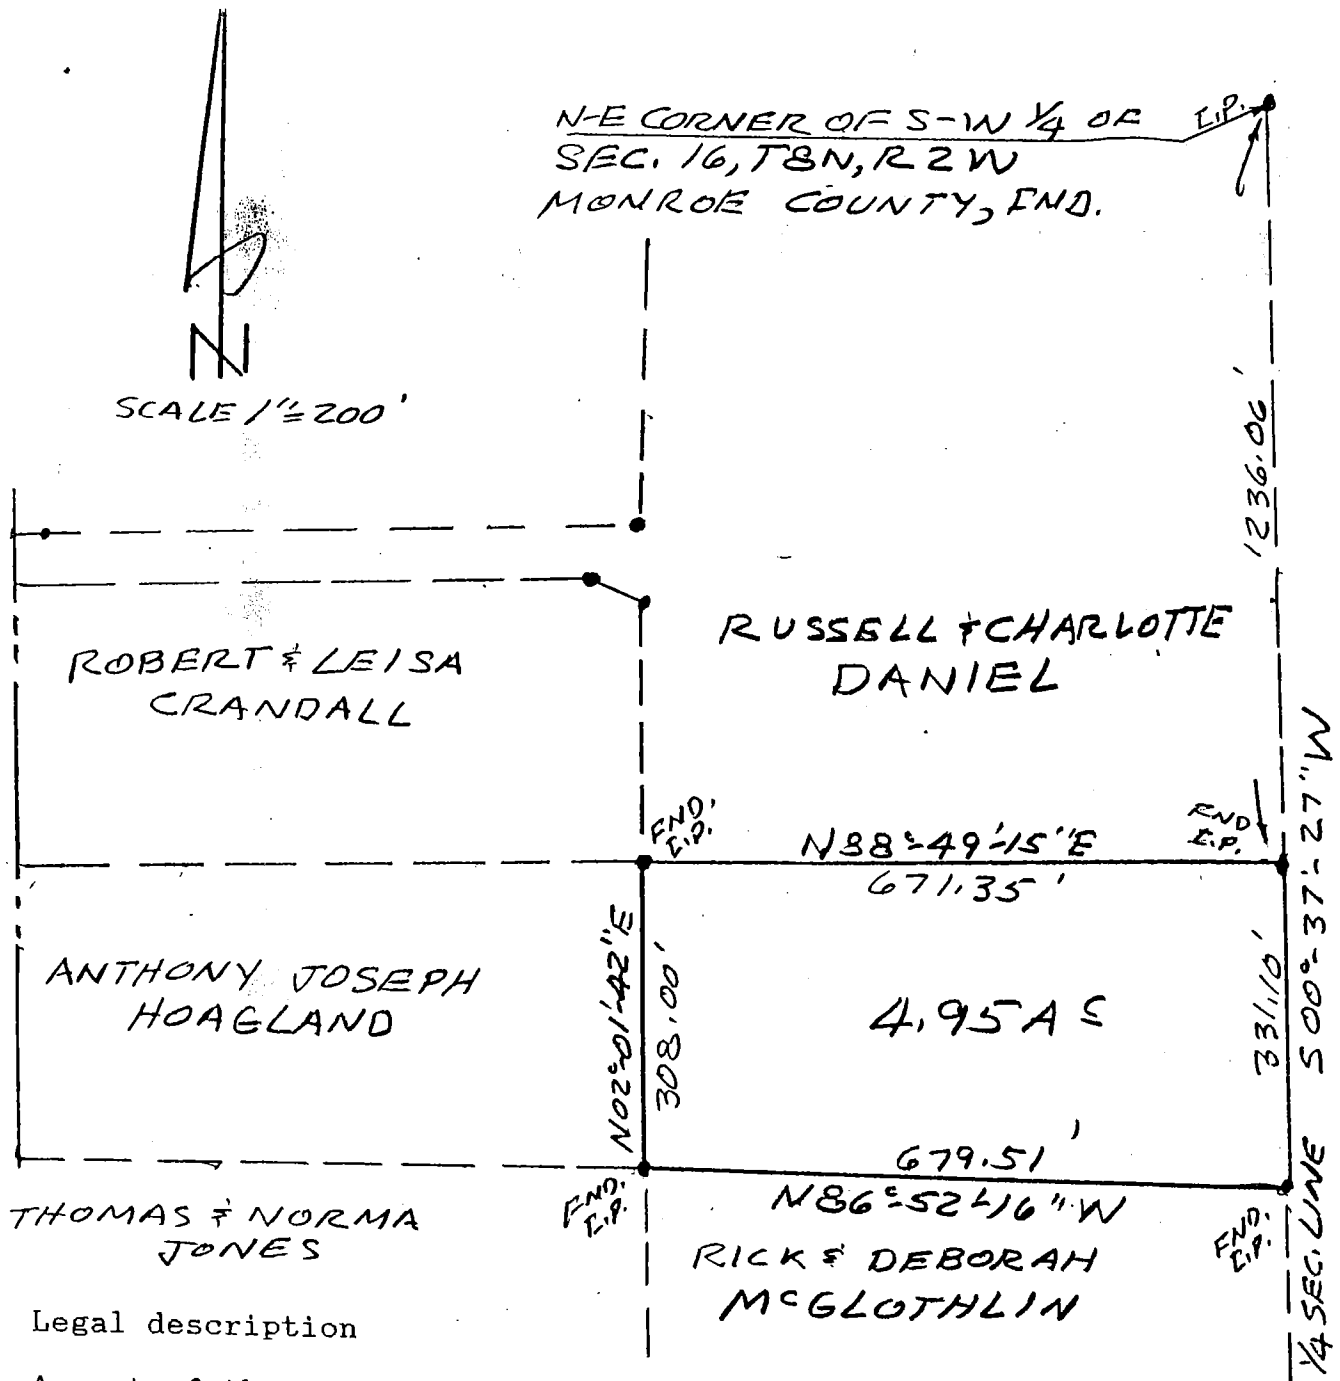 N-E CORNER OF S-W 1/4 OF
SEC. 16, T8N, R2W
MONROE COUNTY, IND.
I.P.
N
SCALE 1"=200'
1236.06'
ROBERT & LEISA
CRANDALL
RUSSELL & CHARLOTTE
DANIEL
FND.
I.P.
N88°-49'-15"E
671.35'
FND
I.P.
ANTHONY JOSEPH
HOAGLAND
N02°-01'-42"E
308.00'
4.95 AC
331.10'
1/4 SEC. LINE S 00°-37'-27"W
679.51'
N86°-52'-16"W
FND.
I.P.
FND.
I.P.
THOMAS & NORMA
JONES
RICK & DEBORAH
McGLOTHLIN
Legal description